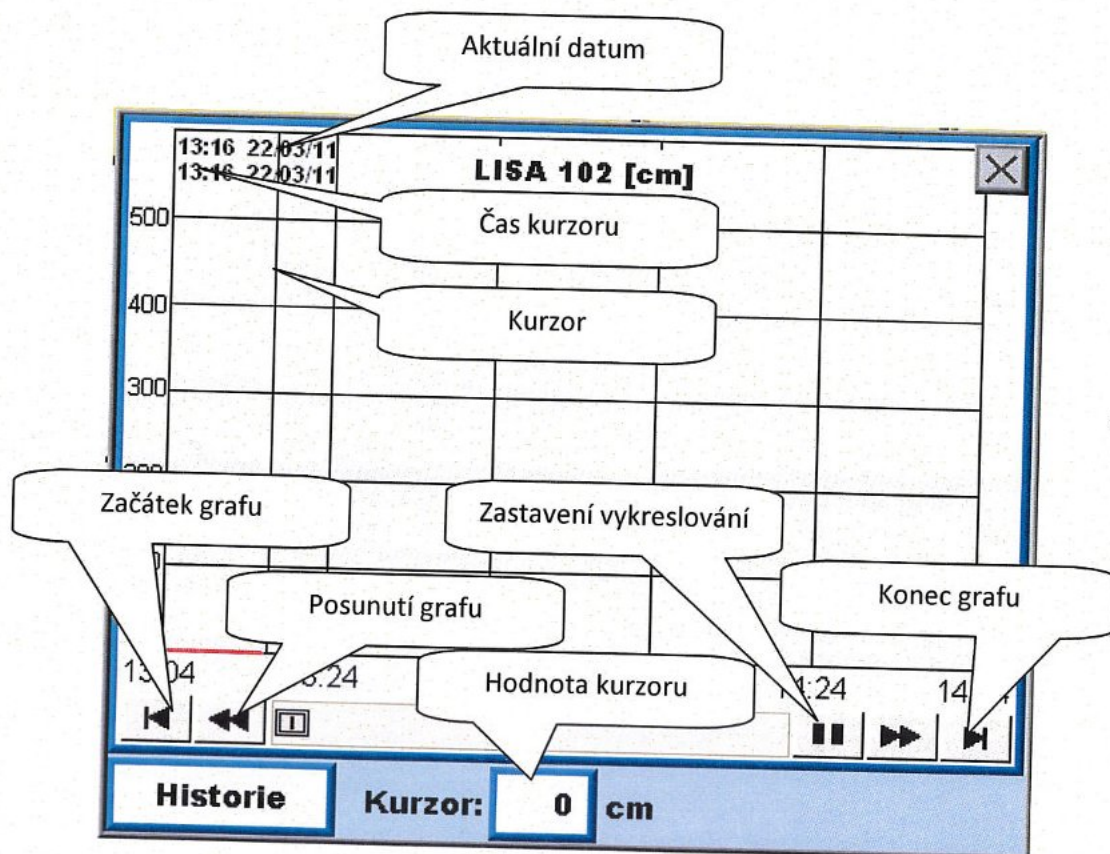 Aktuální datum
13:16 22/03/11
13:16 22/03/11
LISA 102 [cm]
500
Čas kurzoru
400
Kurzor
300
Začátek grafu
Zastavení vykreslování
Posunutí grafu
Konec grafu
Hodnota kurzoru
Historie
Kurzor:
0
cm